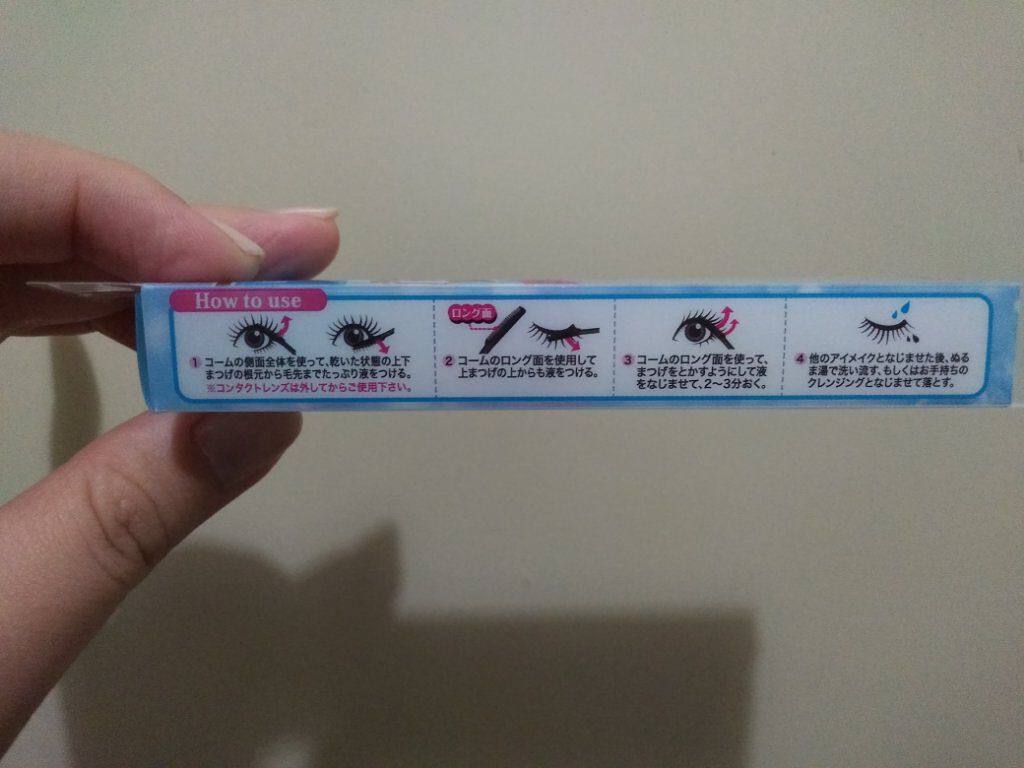 How to use
① コームの側面全体を使って、乾いた状態の上下
まつげの根元から毛先までたっぷり液をつける。
※コンタクトレンズは外してからご使用下さい。
ロング面
② コームのロング面を使用して
上まつげの上からも液をつける。
③ コームのロング面を使って、
まつげをとかすようにして液
をなじませて、2〜3分おく。
④ 他のアイメイクとなじませた後、ぬる
ま湯で洗い流す、もしくはお手持ちの
クレンジングとなじませて落とす。